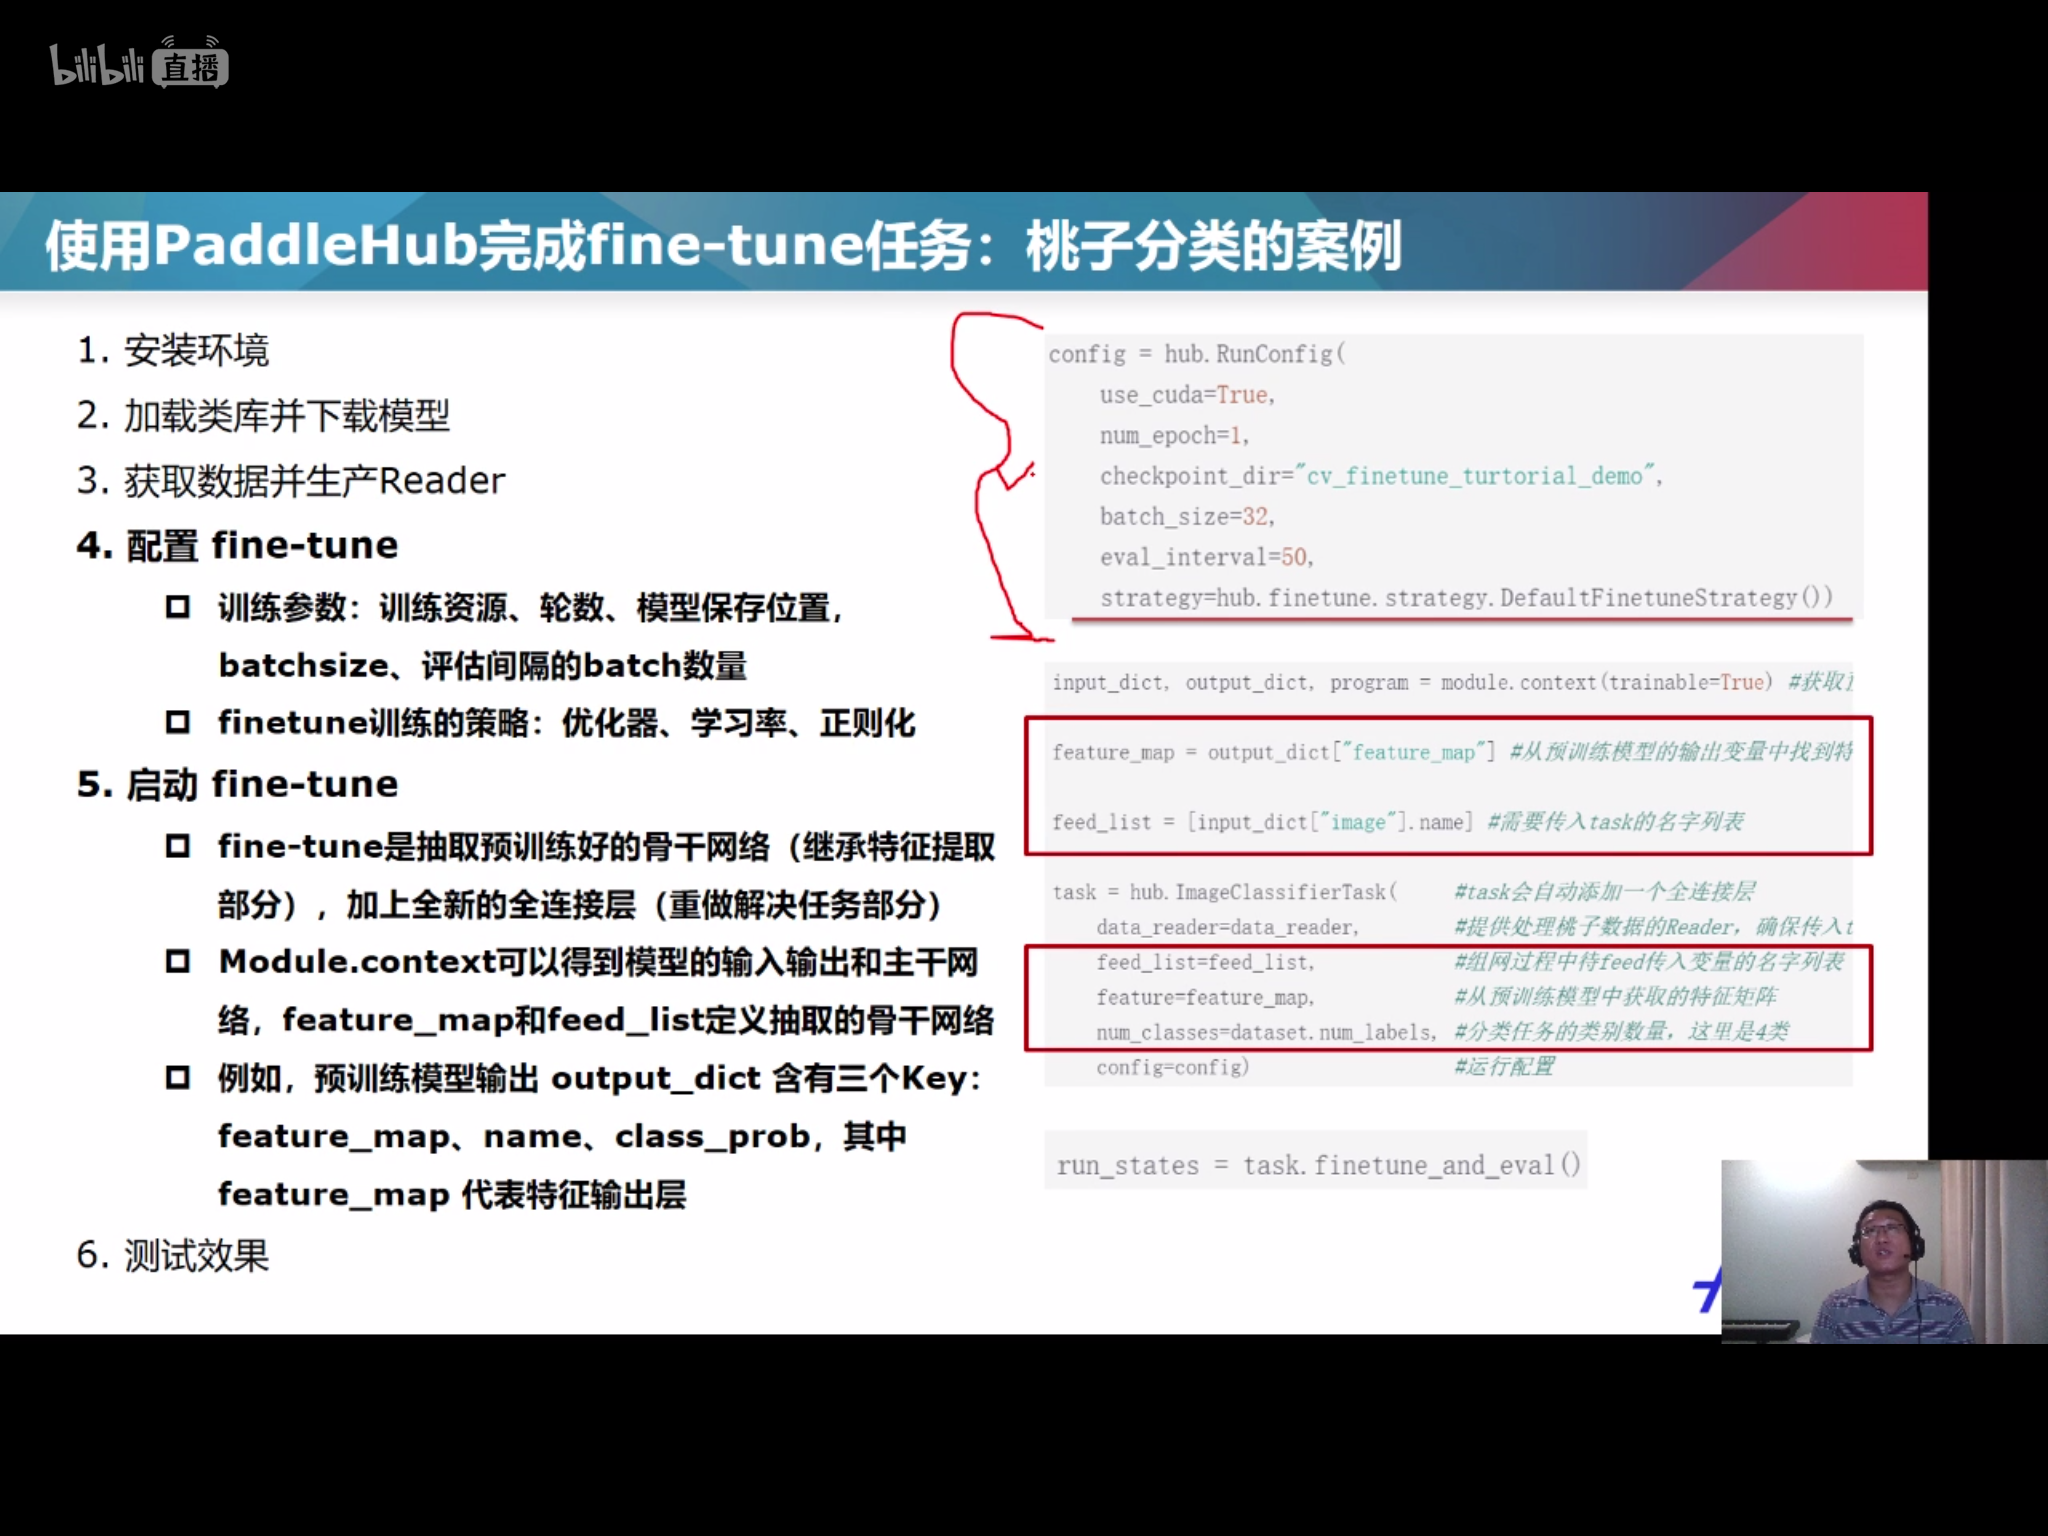 bilibili 直播
使用PaddleHub完成fine-tune任务：桃子分类的案例
1. 安装环境
2. 加载类库并下载模型
3. 获取数据并生产Reader
4. 配置 fine-tune
训练参数：训练资源、轮数、模型保存位置，
batchsize、评估间隔的batch数量
finetune训练的策略：优化器、学习率、正则化
5. 启动 fine-tune
fine-tune是抽取预训练好的骨干网络（继承特征提取
部分），加上全新的全连接层（重做解决任务部分）
Module.context可以得到模型的输入输出和主干网
络，feature_map和feed_list定义抽取的骨干网络
例如，预训练模型输出 output_dict 含有三个Key：
feature_map、name、class_prob，其中
feature_map 代表特征输出层
6. 测试效果
config = hub.RunConfig(
use_cuda=True,
num_epoch=1,
checkpoint_dir="cv_finetune_turtorial_demo",
batch_size=32,
eval_interval=50,
strategy=hub.finetune.strategy.DefaultFinetuneStrategy())
input_dict, output_dict, program = module.context(trainable=True) #获取
feature_map = output_dict["feature_map"] #从预训练模型的输出变量中找到特
feed_list = [input_dict["image"].name] #需要传入task的名字列表
task = hub.ImageClassifierTask( #task会自动添加一个全连接层
data_reader=data_reader, #提供处理桃子数据的Reader，确保传入t
feed_list=feed_list, #组网过程中待feed传入变量的名字列表
feature=feature_map, #从预训练模型中获取的特征矩阵
num_classes=dataset.num_labels, #分类任务的类别数量，这里是4类
config=config) #运行配置
run_states = task.finetune_and_eval()